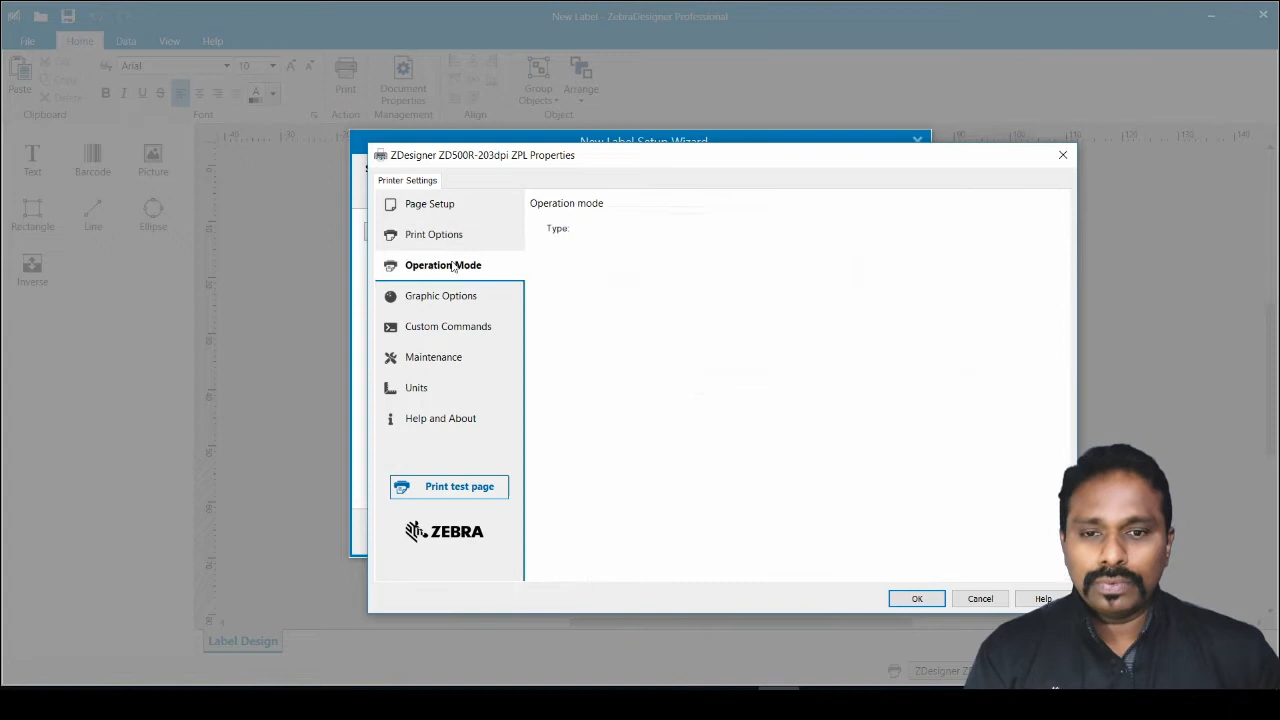 New Label - ZebraDesigner Professional
File
Home
Data
View
Help
Paste
Cut
Copy
Delete
Clipboard
Arial
10
B I U S
A
Font
Print
Action
Document
Properties
Management
Align
Group
Objects
Arrange
Object
Text
Barcode
Picture
Rectangle
Line
Ellipse
Inverse
New Label Setup Wizard
ZDesigner ZD500R-203dpi ZPL Properties
Printer Settings
Page Setup
Print Options
Operation Mode
Graphic Options
Custom Commands
Maintenance
Units
Help and About
Print test page
ZEBRA
Operation mode
Type:
OK
Cancel
Help
Label Design